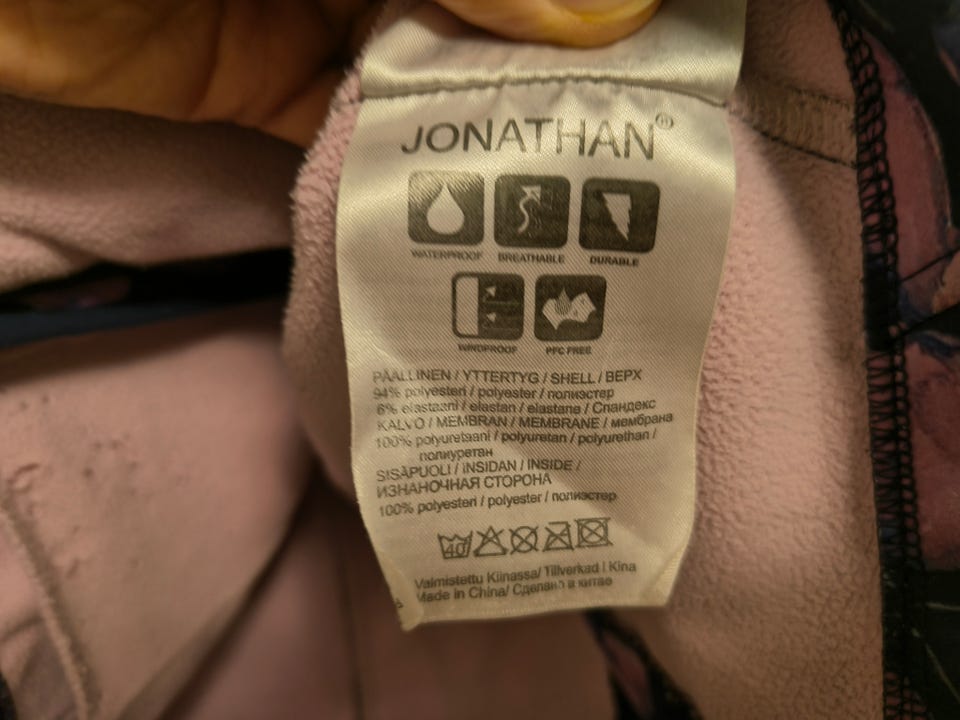 JONATHAN®
WATERPROOF BREATHABLE DURABLE
WINDPROOF PFC FREE
PÄÄLLINEN / YTTERTYG / SHELL / ВЕРХ
94% polyesteri / polyester / полиэстер
6% elastaani / elastan / elastane / Спандекс
KALVO / MEMBRAN / MEMBRANE / мембрана
100% polyuretaani / polyuretan / polyurethan /
полиуретан
SISÄPUOLI / INSIDAN / INSIDE /
ИЗНАНОЧНАЯ СТОРОНА
100% polyesteri / polyester / полиэстер
40
Valmistettu Kiinassa/ Tillverkad i Kina
Made in China/ Сделано в китае